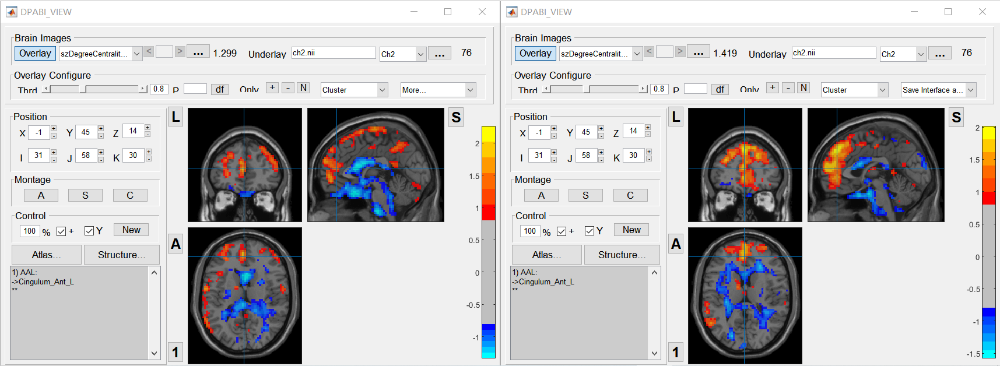 DPABI_VIEW
Brain Images
Overlay szDegreeCentralit... < > ... 1.299 Underlay ch2.nii Ch2 ... 76
Overlay Configure
Thrd 0.8 P df Only + - N Cluster More...
Position
X -1 + - Y 45 + - Z 14 + -
I 31 + - J 58 + - K 30 + -
Montage
A S C
Control
100 % + Y New
Atlas... Structure...
1) AAL:
->Cingulum_Ant_L
**
L
S
A
1
2
1.5
1
0.5
0
-0.5
-1
DPABI_VIEW
Brain Images
Overlay szDegreeCentralit... < > ... 1.419 Underlay ch2.nii Ch2 ... 76
Overlay Configure
Thrd 0.8 P df Only + - N Cluster Save Interface a...
Position
X -1 + - Y 45 + - Z 14 + -
I 31 + - J 58 + - K 30 + -
Montage
A S C
Control
100 % + Y New
Atlas... Structure...
1) AAL:
->Cingulum_Ant_L
**
L
S
A
1
2
1.5
1
0.5
0
-0.5
-1
-1.5